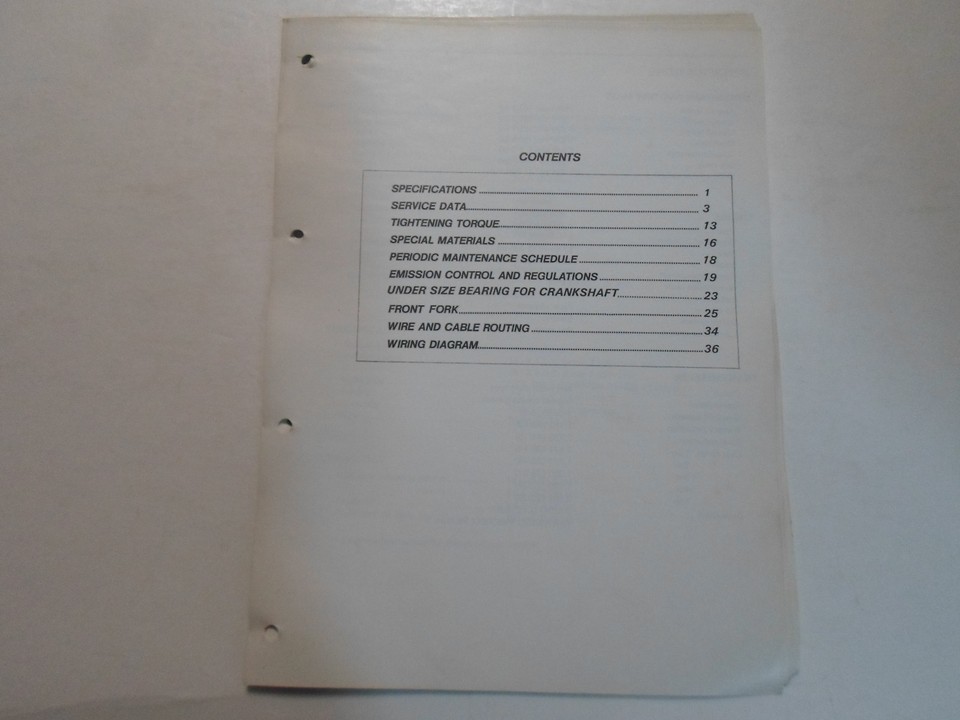 CONTENTS
SPECIFICATIONS 1
SERVICE DATA 3
TIGHTENING TORQUE 13
SPECIAL MATERIALS 16
PERIODIC MAINTENANCE SCHEDULE 18
EMISSION CONTROL AND REGULATIONS 19
UNDER SIZE BEARING FOR CRANKSHAFT 23
FRONT FORK 25
WIRE AND CABLE ROUTING 34
WIRING DIAGRAM 36